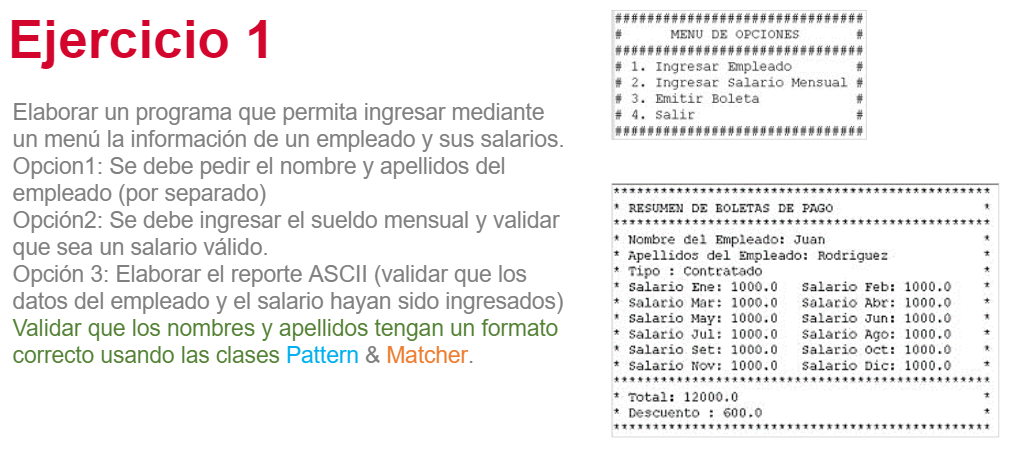 Ejercicio 1
Elaborar un programa que permita ingresar mediante
un menú la información de un empleado y sus salarios.
Opcion1: Se debe pedir el nombre y apellidos del
empleado (por separado)
Opción2: Se debe ingresar el sueldo mensual y validar
que sea un salario válido.
Opción 3: Elaborar el reporte ASCII (validar que los
datos del empleado y el salario hayan sido ingresados)
Validar que los nombres y apellidos tengan un formato
correcto usando las clases Pattern & Matcher.
###############################
# MENU DE OPCIONES #
###############################
# 1. Ingresar Empleado #
# 2. Ingresar Salario Mensual #
# 3. Emitir Boleta #
# 4. Salir #
###############################
************************************************
* RESUMEN DE BOLETAS DE PAGO *
************************************************
* Nombre del Empleado: Juan *
* Apellidos del Empleado: Rodriguez *
* Tipo : Contratado *
* Salario Ene: 1000.0 Salario Feb: 1000.0 *
* Salario Mar: 1000.0 Salario Abr: 1000.0 *
* Salario May: 1000.0 Salario Jun: 1000.0 *
* Salario Jul: 1000.0 Salario Ago: 1000.0 *
* Salario Set: 1000.0 Salario Oct: 1000.0 *
* Salario Nov: 1000.0 Salario Dic: 1000.0 *
************************************************
* Total: 12000.0 *
* Descuento : 600.0 *
************************************************